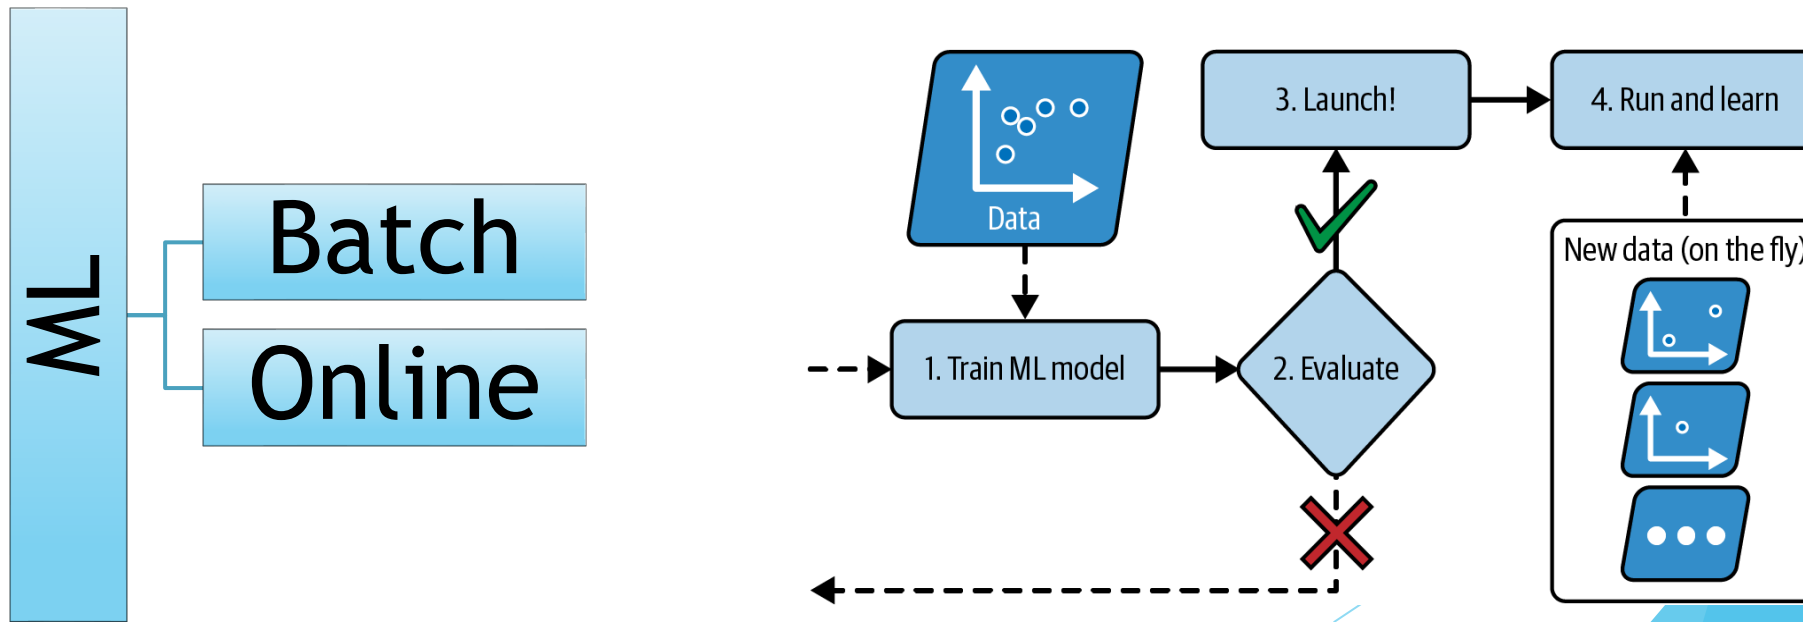 ML
Batch
Online
Data
1. Train ML model
2. Evaluate
3. Launch!
4. Run and learn
New data (on the fly)